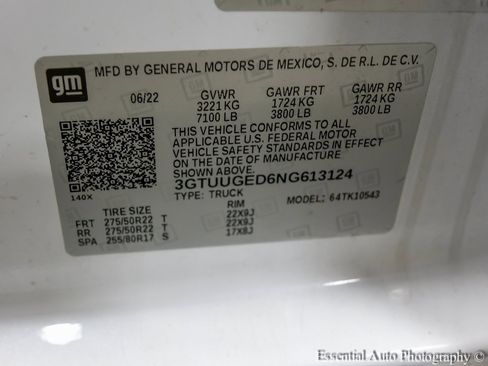 gm
MFD BY GENERAL MOTORS DE MEXICO, S. DE R.L. DE C.V.
06/22 GVWR GAWR FRT GAWR RR
3221 KG 1724 KG 1724 KG
7100 LB 3800 LB 3800 LB
THIS VEHICLE CONFORMS TO ALL
APPLICABLE U.S. FEDERAL MOTOR
VEHICLE SAFETY STANDARDS IN EFFECT
ON THE DATE OF MANUFACTURE
SHOWN ABOVE.
140X 3GTUUGED6NG613124
TYPE: TRUCK MODEL: 64TK10543
TIRE SIZE RIM
FRT 275/50R22 T 22X9J
RR 275/50R22 T 22X9J
SPA 255/80R17 S 17X8J
Essential Auto Photography ©